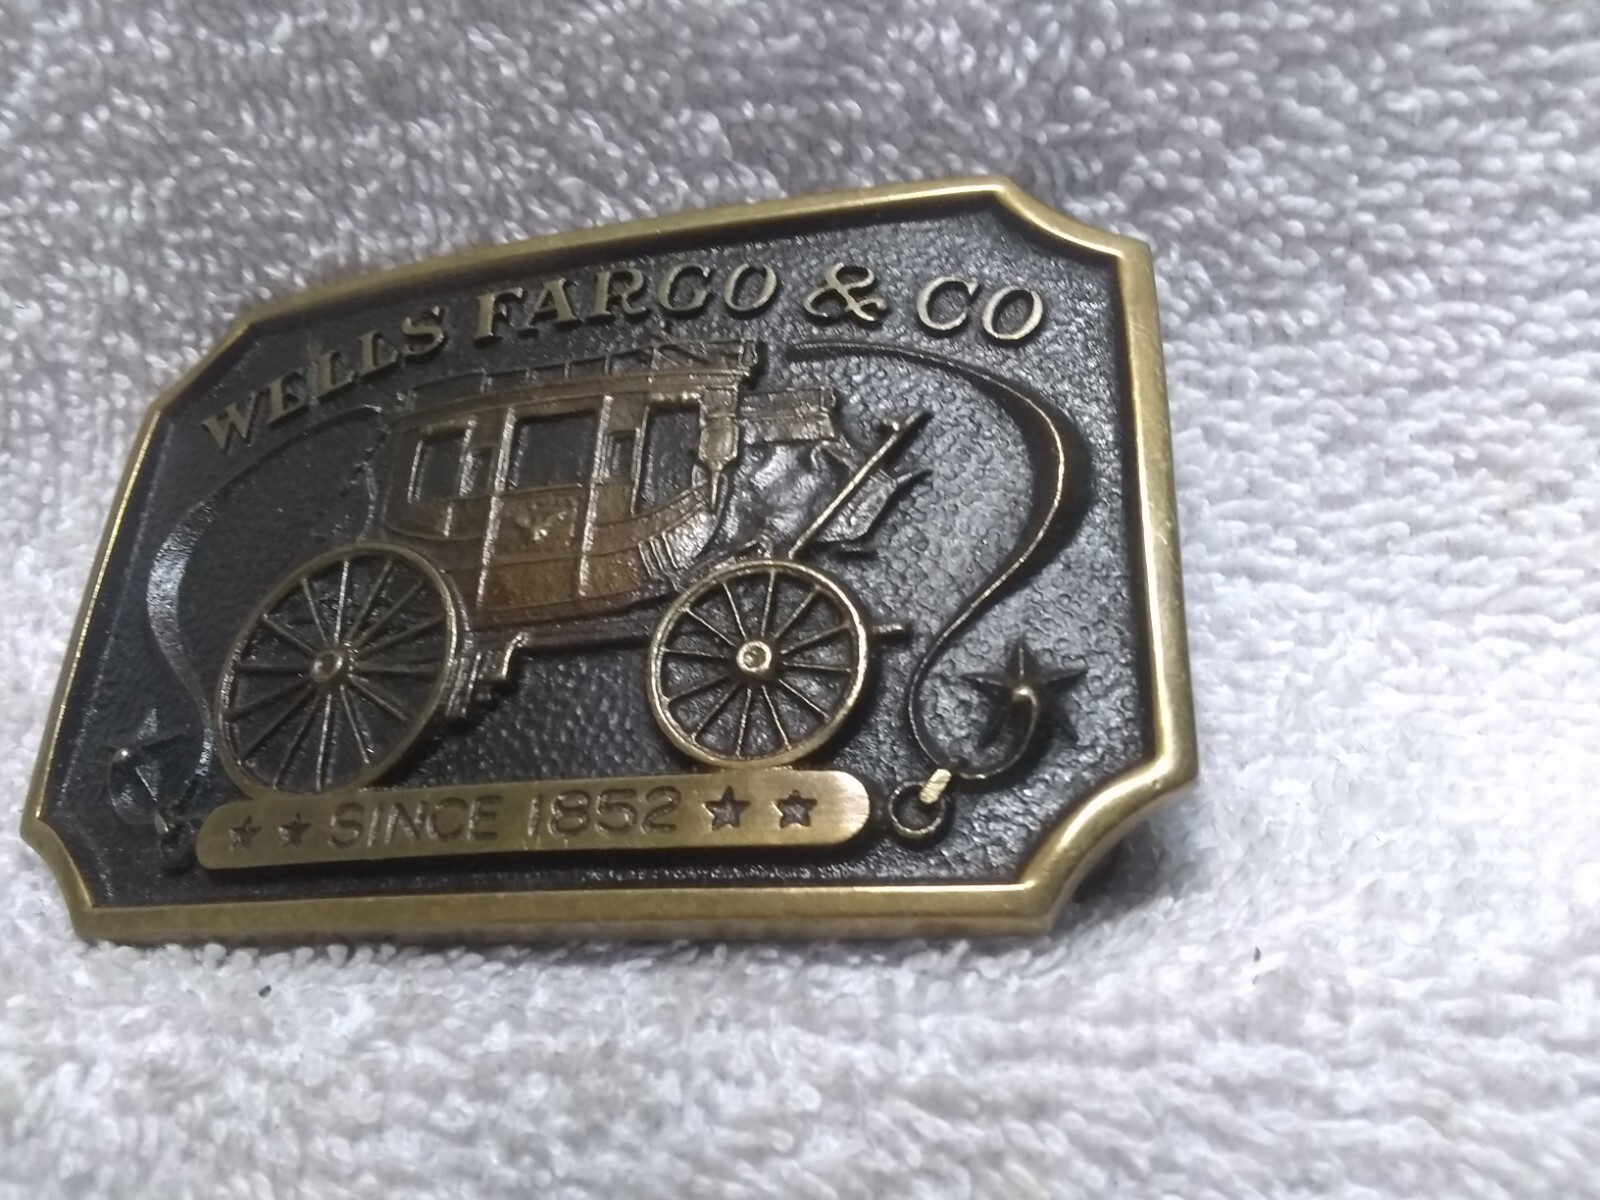 WELLS FARGO & CO
★ ★ SINCE 1852 ★ ★